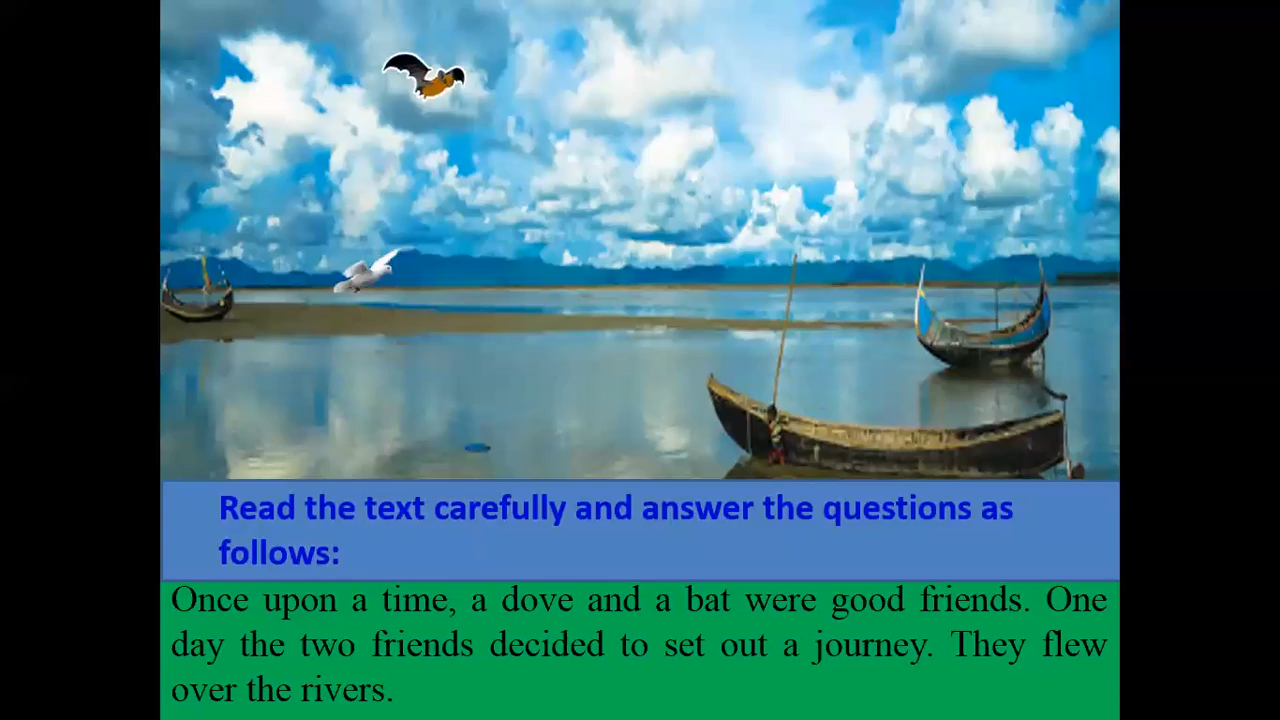 Read the text carefully and answer the questions as
follows:
Once upon a time, a dove and a bat were good friends. One
day the two friends decided to set out a journey. They flew
over the rivers.